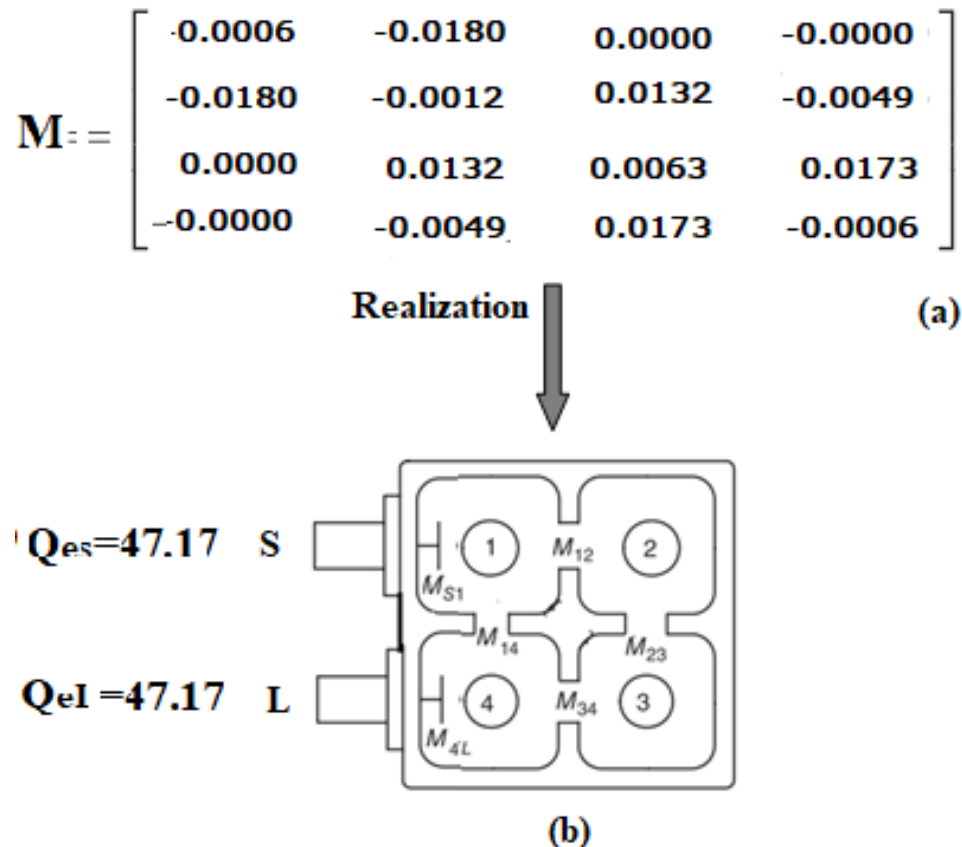 -0.0006 -0.0180 0.0000 -0.0000
-0.0180 -0.0012 0.0132 -0.0049
M = =
0.0000 0.0132 0.0063 0.0173
-0.0000 -0.0049 0.0173 -0.0006
Realization
(a)
Qes=47.17 S
1 M12 2
MS1
M14 M23
Qel =47.17 L
4 M34 3
M4L
(b)